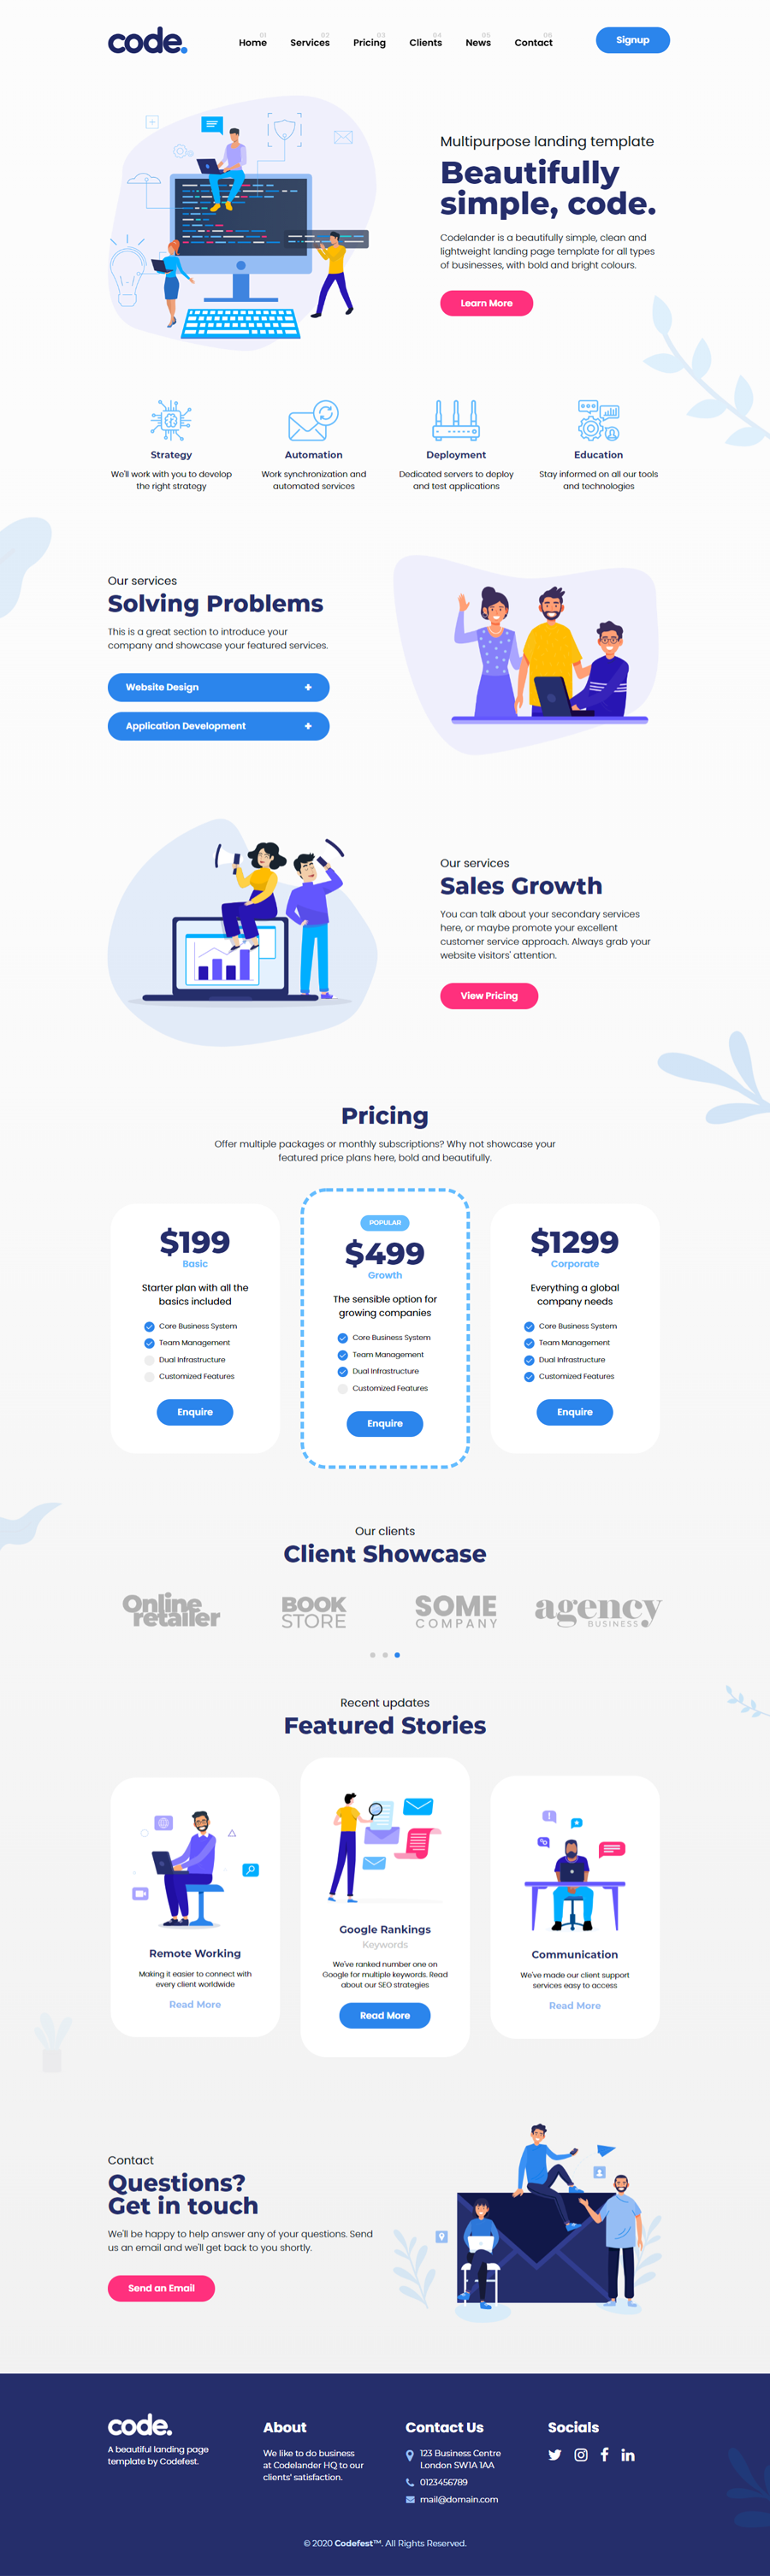 code.
01 02 03 04 05 06
Home Services Pricing Clients News Contact
Signup
Multipurpose landing template
Beautifully
simple, code.
Codelander is a beautifully simple, clean and
lightweight landing page template for all types
of businesses, with bold and bright colours.
Learn More
Strategy
We'll work with you to develop
the right strategy
Automation
Work synchronization and
automated services
Deployment
Dedicated servers to deploy
and test applications
Education
Stay informed on all our tools
and technologies
Our services
Solving Problems
This is a great section to introduce your
company and showcase your featured services.
Website Design +
Application Development +
Our services
Sales Growth
You can talk about your secondary services
here, or maybe promote your excellent
customer service approach. Always grab your
website visitors' attention.
View Pricing
Pricing
Offer multiple packages or monthly subscriptions? Why not showcase your
featured price plans here, bold and beautifully.
$199
Basic
Starter plan with all the
basics included
Core Business System
Team Management
Dual Infrastructure
Customized Features
Enquire
POPULAR
$499
Growth
The sensible option for
growing companies
Core Business System
Team Management
Dual Infrastructure
Customized Features
Enquire
$1299
Corporate
Everything a global
company needs
Core Business System
Team Management
Dual Infrastructure
Customized Features
Enquire
Our clients
Client Showcase
Online
retailer
BOOK
STORE
SOME
COMPANY
agency
BUSINESS
Recent updates
Featured Stories
Remote Working
Making it easier to connect with
every client worldwide
Read More
Google Rankings
Keywords
We've ranked number one on
Google for multiple keywords. Read
about our SEO strategies
Read More
Communication
We've made our client support
services easy to access
Read More
Contact
Questions?
Get in touch
We'll be happy to help answer any of your questions. Send
us an email and we'll get back to you shortly.
Send an Email
code.
A beautiful landing page
template by Codefest.
About
We like to do business
at Codelander HQ to our
clients' satisfaction.
Contact Us
123 Business Centre
London SW1A 1AA
0123456789
mail@domain.com
Socials
© 2020 Codefest™. All Rights Reserved.